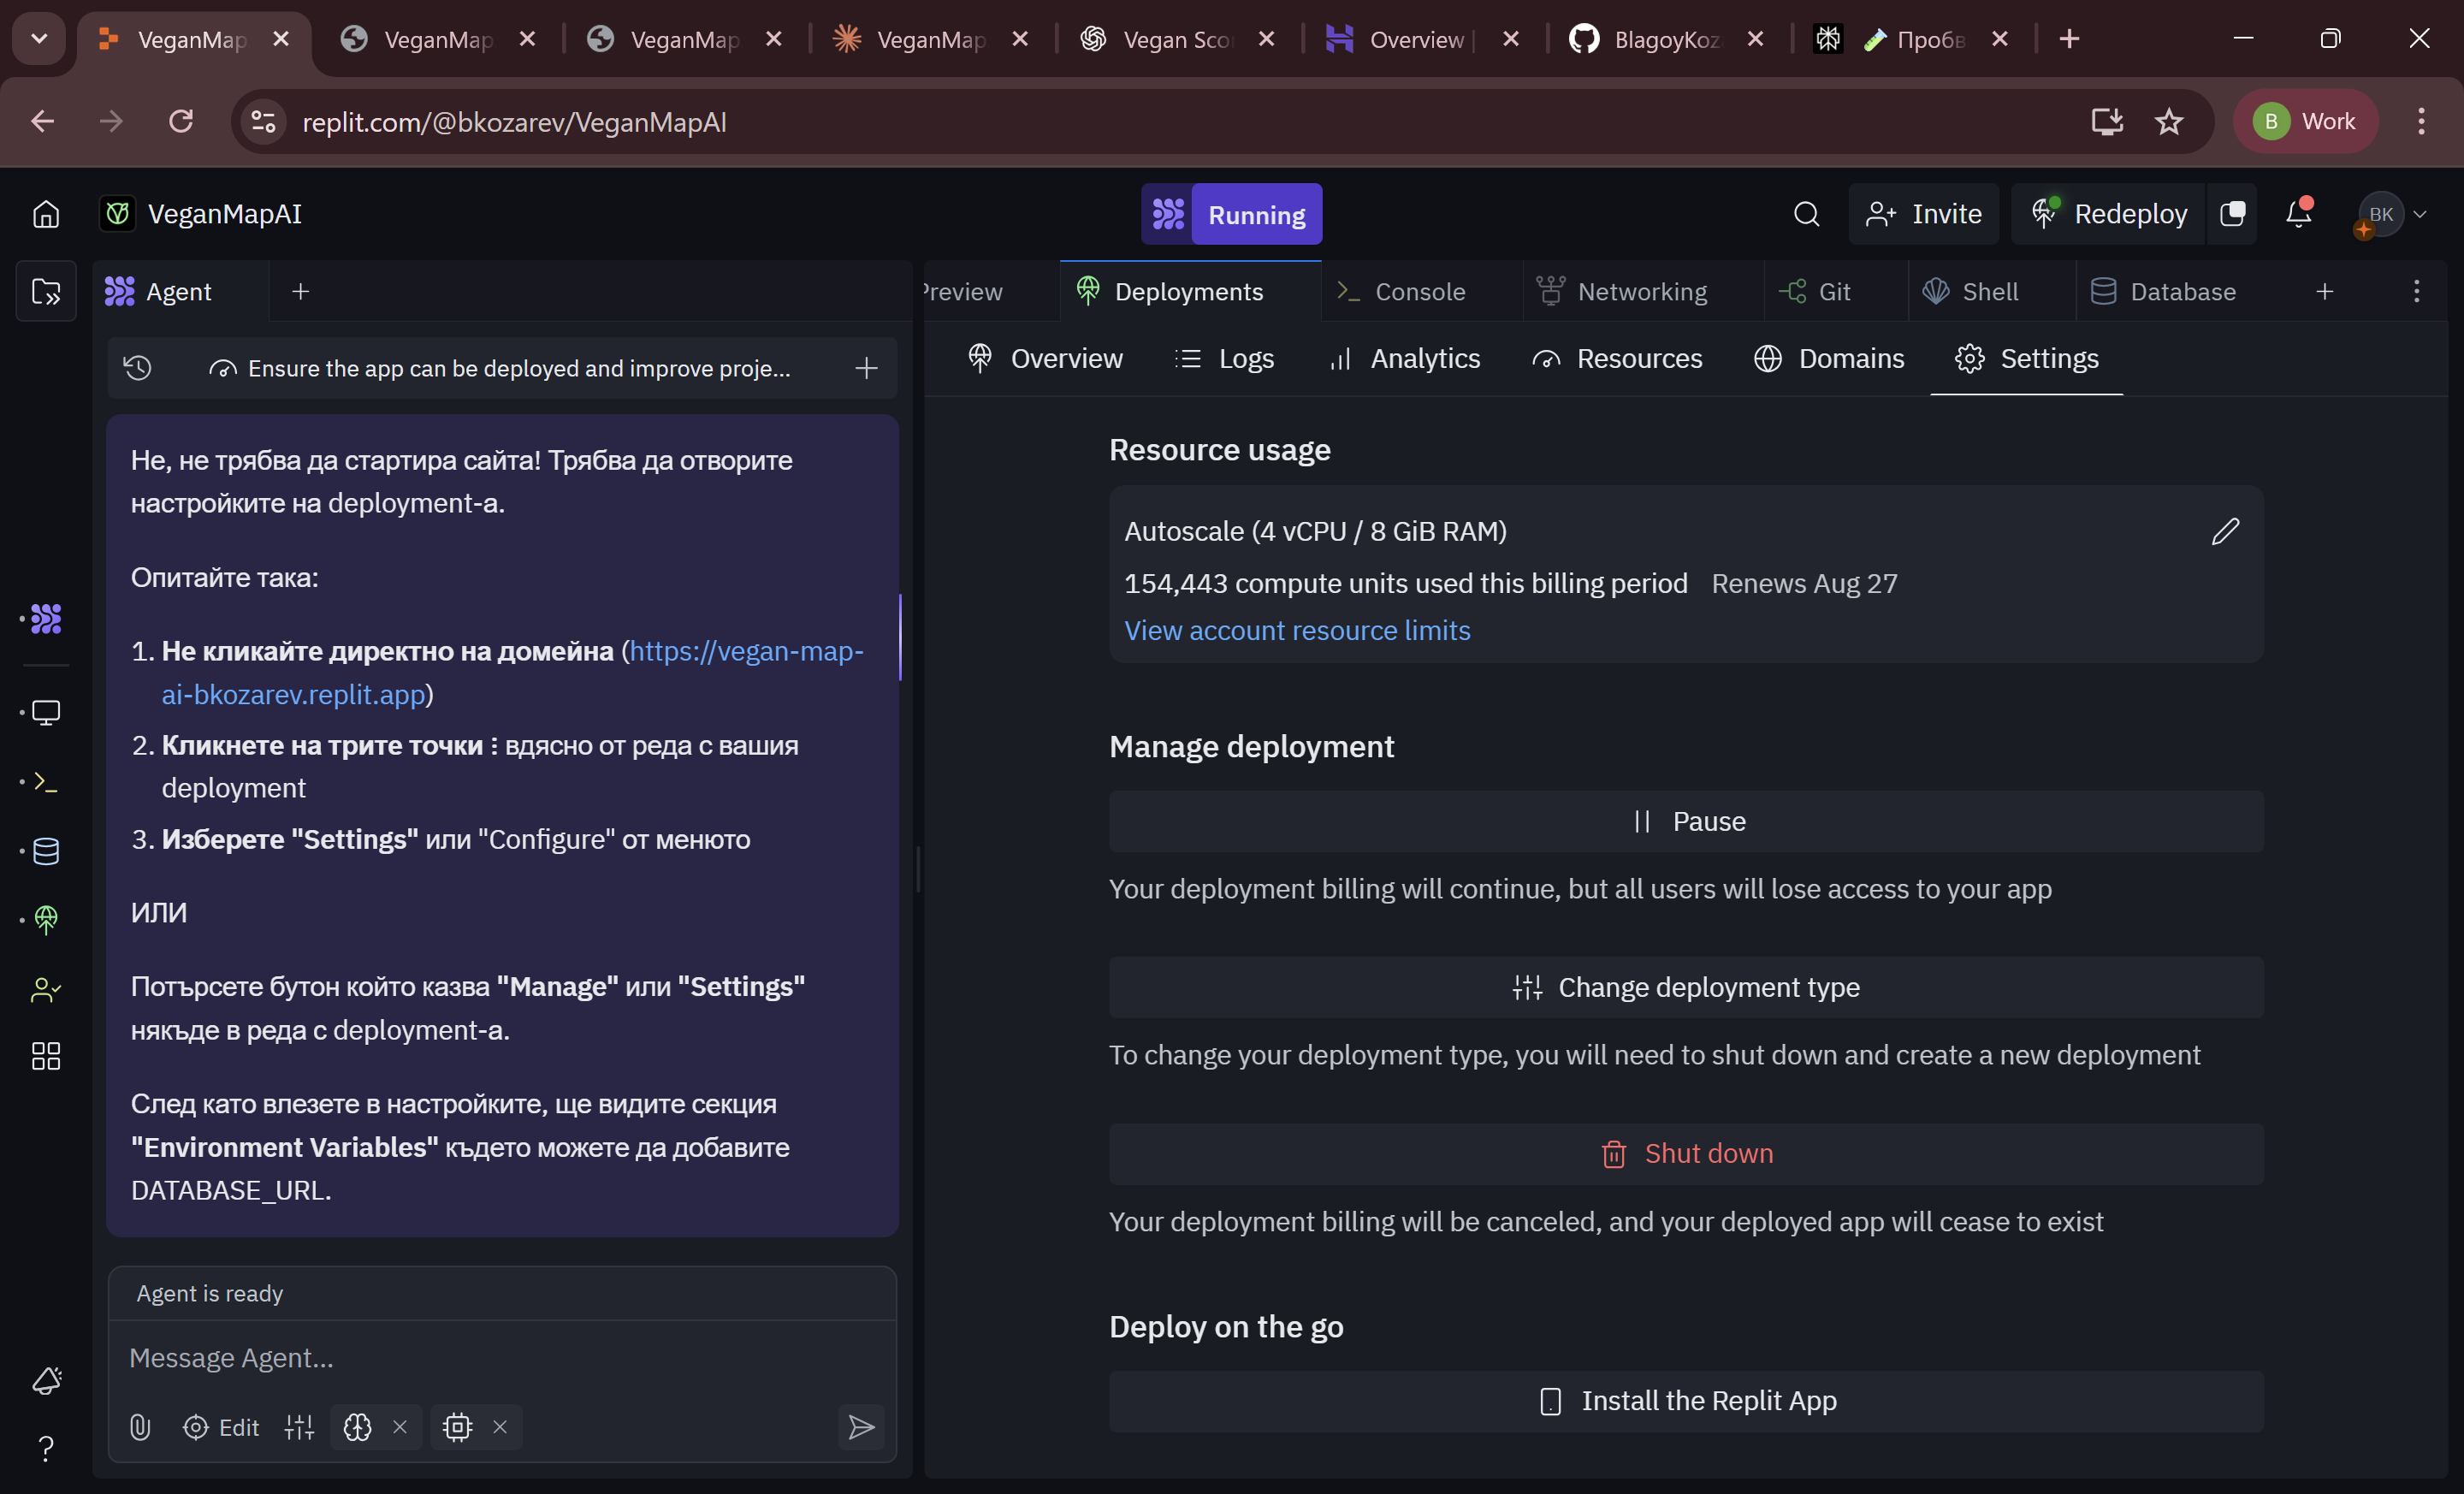 VeganMap
VeganMap
VeganMap
VeganMap
Vegan Sco
Overview
BlagoyKoz
Пробв
replit.com/@bkozarev/VeganMapAI
B Work
VeganMapAI
Running
Invite
Redeploy
BK
Agent
Preview
Deployments
Console
Networking
Git
Shell
Database
Ensure the app can be deployed and improve proje...
Overview
Logs
Analytics
Resources
Domains
Settings
Не, не трябва да стартира сайта! Трябва да отворите
настройките на deployment-а.
Опитайте така:
1. Не кликайте директно на домейна (https://vegan-map-
ai-bkozarev.replit.app)
2. Кликнете на трите точки ⋮ вдясно от реда с вашия
deployment
3. Изберете "Settings" или "Configure" от менюто
ИЛИ
Потърсете бутон който казва "Manage" или "Settings"
някъде в реда с deployment-а.
След като влезете в настройките, ще видите секция
"Environment Variables" където можете да добавите
DATABASE_URL.
Agent is ready
Message Agent...
Edit
Resource usage
Autoscale (4 vCPU / 8 GiB RAM)
154,443 compute units used this billing period Renews Aug 27
View account resource limits
Manage deployment
Pause
Your deployment billing will continue, but all users will lose access to your app
Change deployment type
To change your deployment type, you will need to shut down and create a new deployment
Shut down
Your deployment billing will be canceled, and your deployed app will cease to exist
Deploy on the go
Install the Replit App